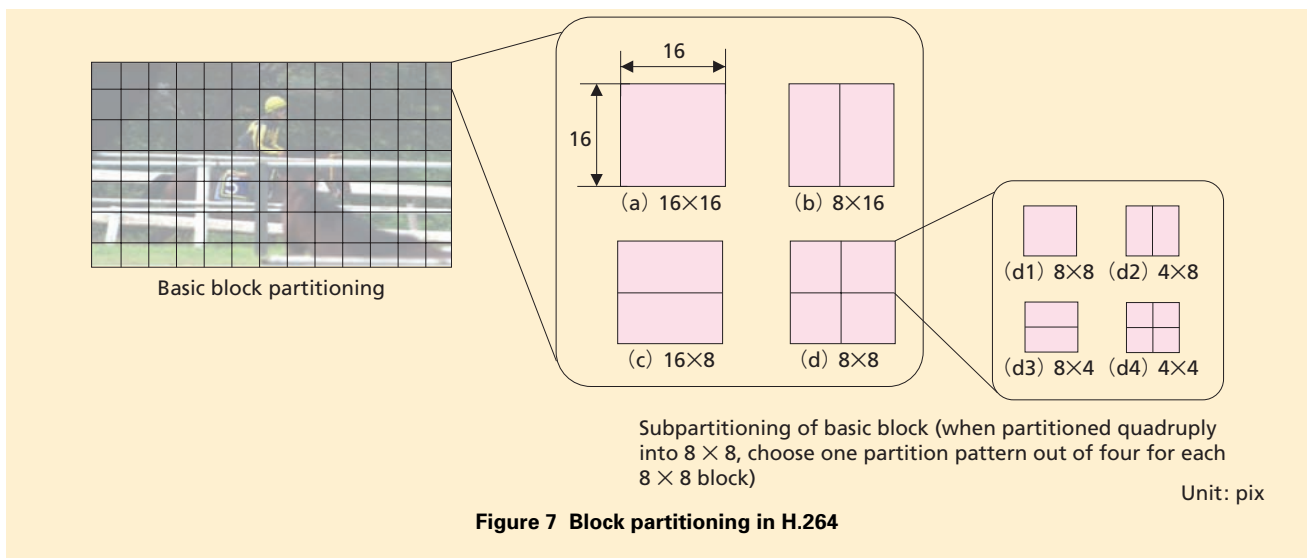 16
16
(a) 16×16
(b) 8×16
(c) 16×8
(d) 8×8
(d1) 8×8 (d2) 4×8
(d3) 8×4 (d4) 4×4
Basic block partitioning
Subpartitioning of basic block (when partitioned quadruply
into 8 × 8, choose one partition pattern out of four for each
8 × 8 block)
Unit: pix
Figure 7 Block partitioning in H.264
5